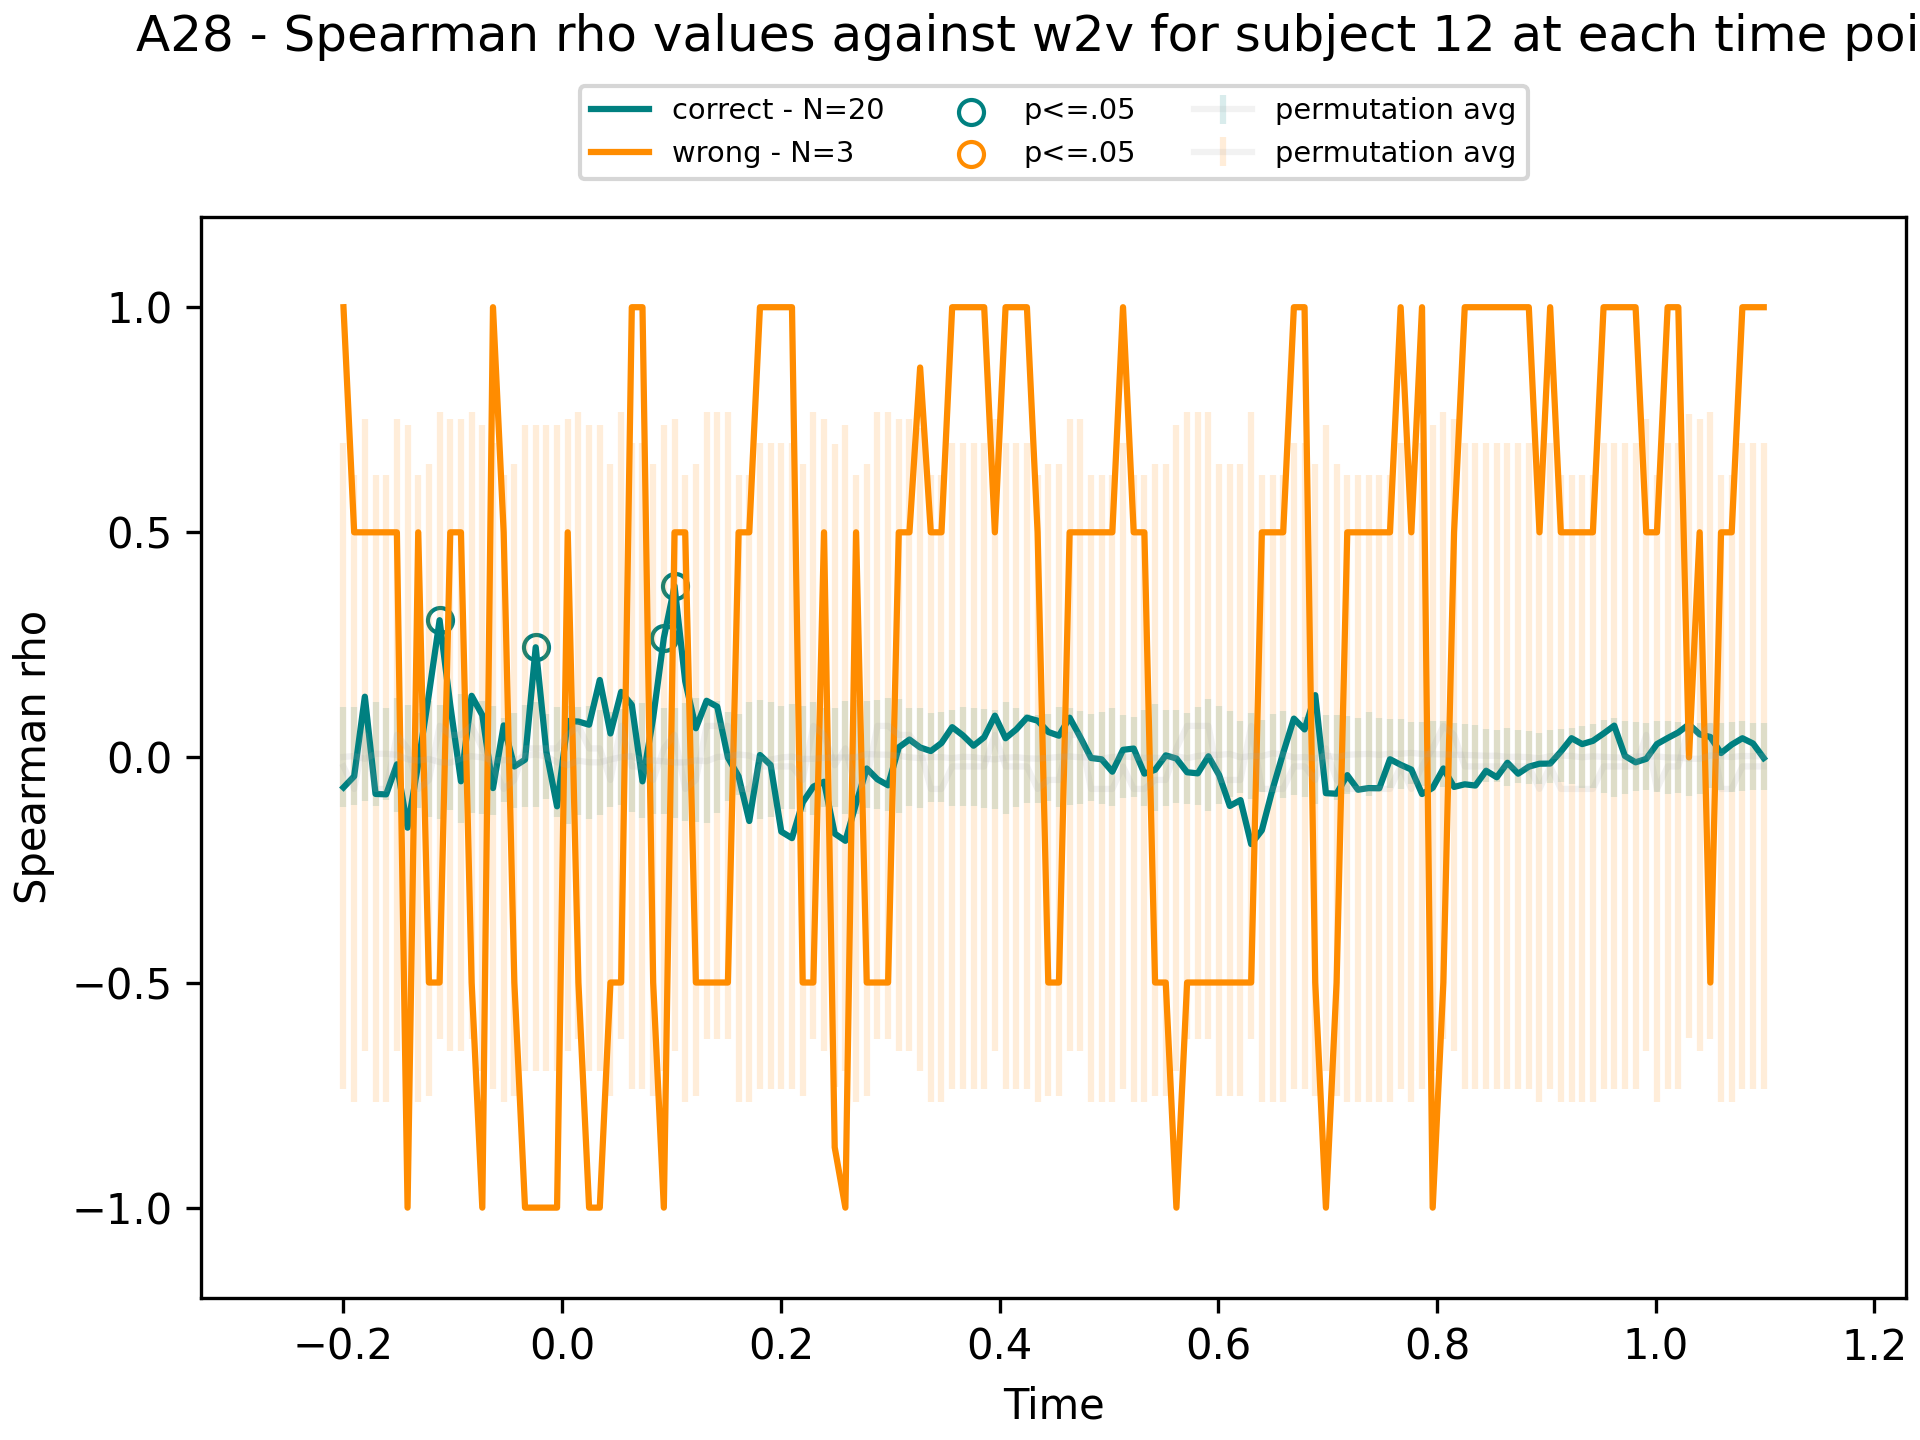 A28 - Spearman rho values against w2v for subject 12 at each time poi
correct - N=20
wrong - N=3
p<=.05
p<=.05
permutation avg
permutation avg
1.0
0.5
0.0
−0.5
−1.0
Spearman rho
−0.2 0.0 0.2 0.4 0.6 0.8 1.0 1.2
Time